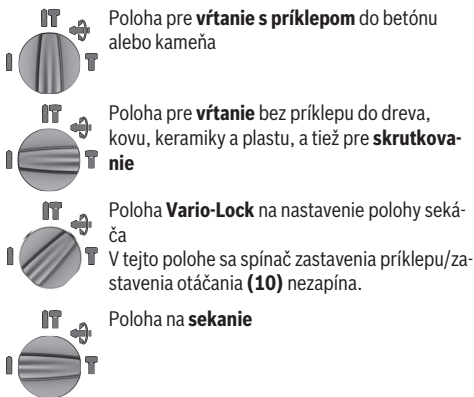 Poloha pre vŕtanie s príklepom do betónu
alebo kameňa
Poloha pre vŕtanie bez príklepu do dreva,
kovu, keramiky a plastu, a tiež pre skrutkova-
nie
Poloha Vario-Lock na nastavenie polohy seká-
ča
V tejto polohe sa spínač zastavenia príklepu/za-
stavenia otáčania (10) nezapína.
Poloha na sekanie